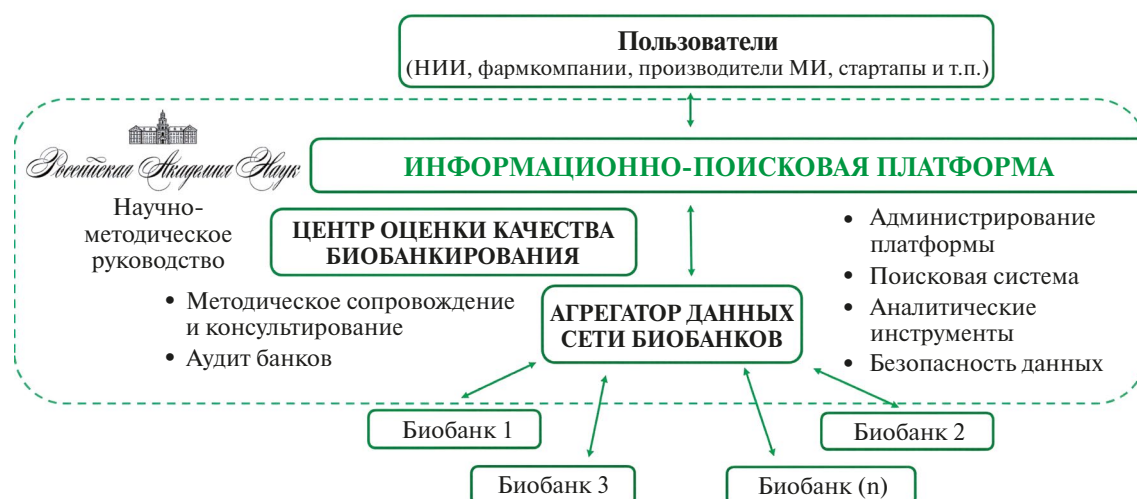 Пользователи
(НИИ, фармкомпании, производители МИ, стартапы и т.п.)
Российская Академия Наук
ИНФОРМАЦИОННО-ПОИСКОВАЯ ПЛАТФОРМА
Научно-
методическое
руководство
ЦЕНТР ОЦЕНКИ КАЧЕСТВА
БИОБАНКИРОВАНИЯ
• Методическое сопровождение
и консультирование
• Аудит банков
АГРЕГАТОР ДАННЫХ
СЕТИ БИОБАНКОВ
• Администрирование
платформы
• Поисковая система
• Аналитические
инструменты
• Безопасность данных
Биобанк 1
Биобанк 2
Биобанк 3
Биобанк (n)